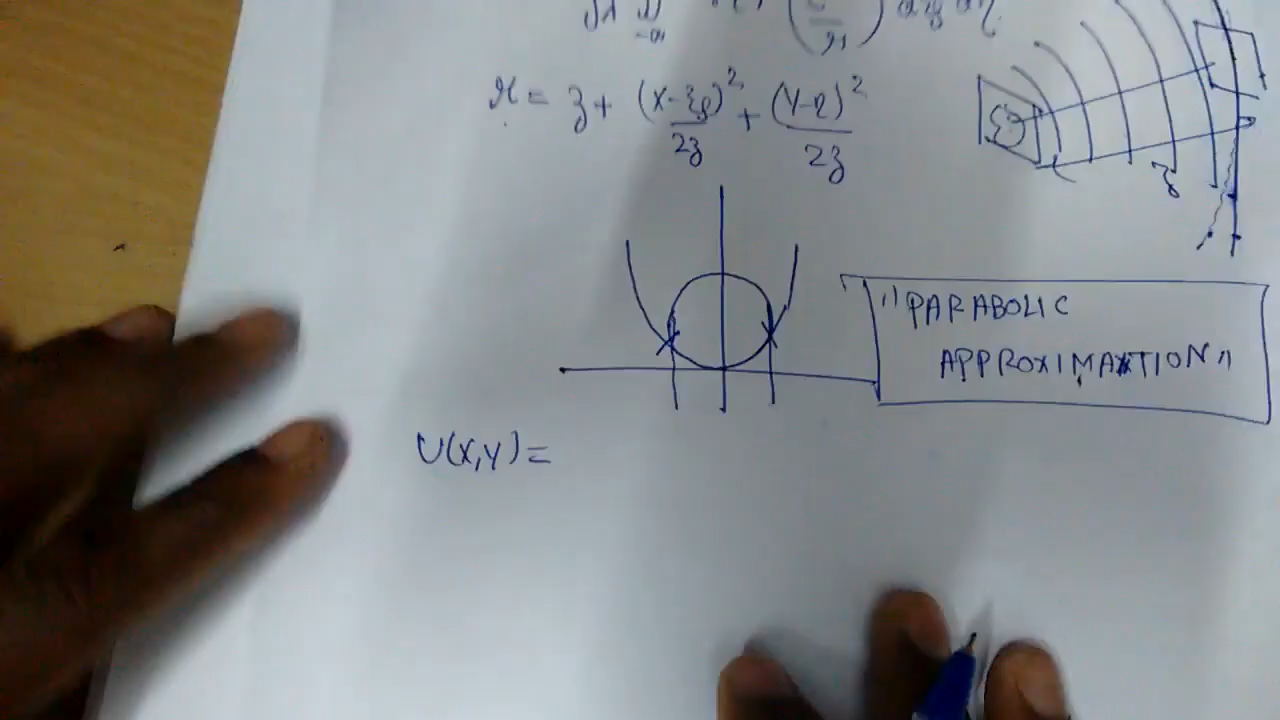 r = z + (x-ξ)²/2z + (y-η)²/2z
"PARABOLIC
APPROXIMATION"
U(x,y) =